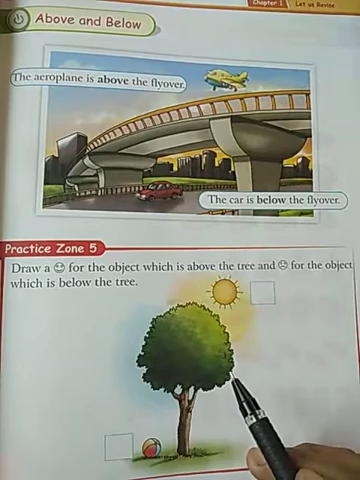 Chapter 1
Let us Revise
Above and Below
The aeroplane is above the flyover.
The car is below the flyover.
Practice Zone 5
Draw a 🙂 for the object which is above the tree and ☹ for the object
which is below the tree.